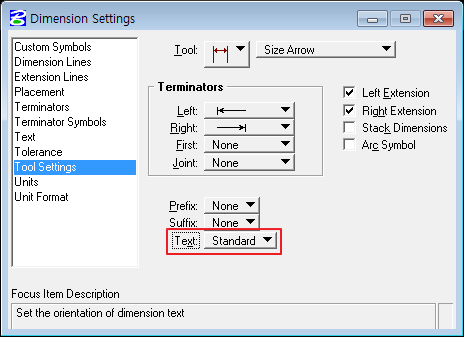 Dimension Settings
Custom Symbols
Dimension Lines
Extension Lines
Placement
Terminators
Terminator Symbols
Text
Tolerance
Tool Settings
Units
Unit Format
Tool: Size Arrow
Terminators
Left:
Right:
First: None
Joint: None
Left Extension
Right Extension
Stack Dimensions
Arc Symbol
Prefix: None
Suffix: None
Text: Standard
Focus Item Description
Set the orientation of dimension text